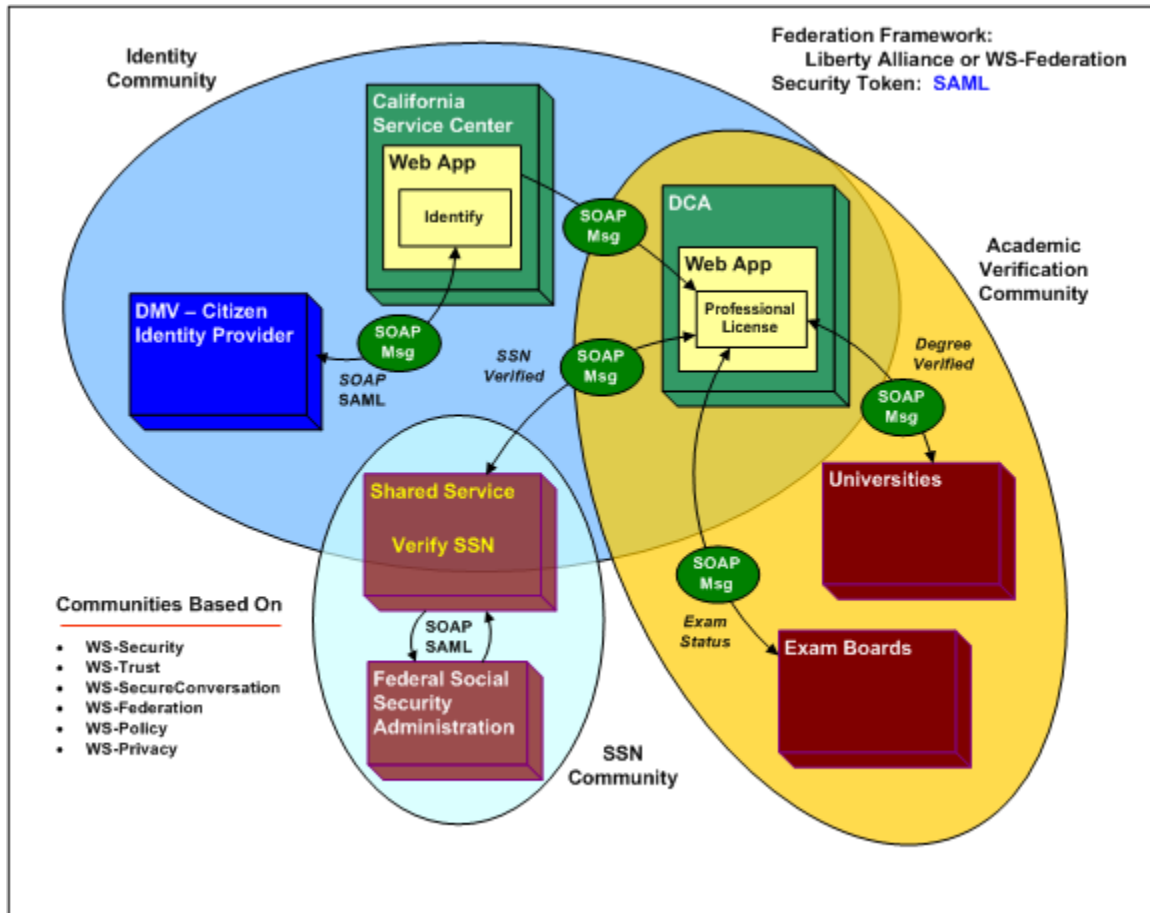 Identity
Community
Federation Framework:
Liberty Alliance or WS-Federation
Security Token: SAML
California
Service Center
Web App
Identify
SOAP
Msg
DCA
Web App
Professional
License
Academic
Verification
Community
DMV – Citizen
Identity Provider
SOAP
Msg
SOAP
SAML
SSN
Verified
SOAP
Msg
Degree
Verified
SOAP
Msg
Shared Service
Verify SSN
Universities
SOAP
Msg
Exam
Status
Exam Boards
SOAP
SAML
Federal Social
Security
Administration
SSN
Community
Communities Based On
• WS-Security
• WS-Trust
• WS-SecureConversation
• WS-Federation
• WS-Policy
• WS-Privacy